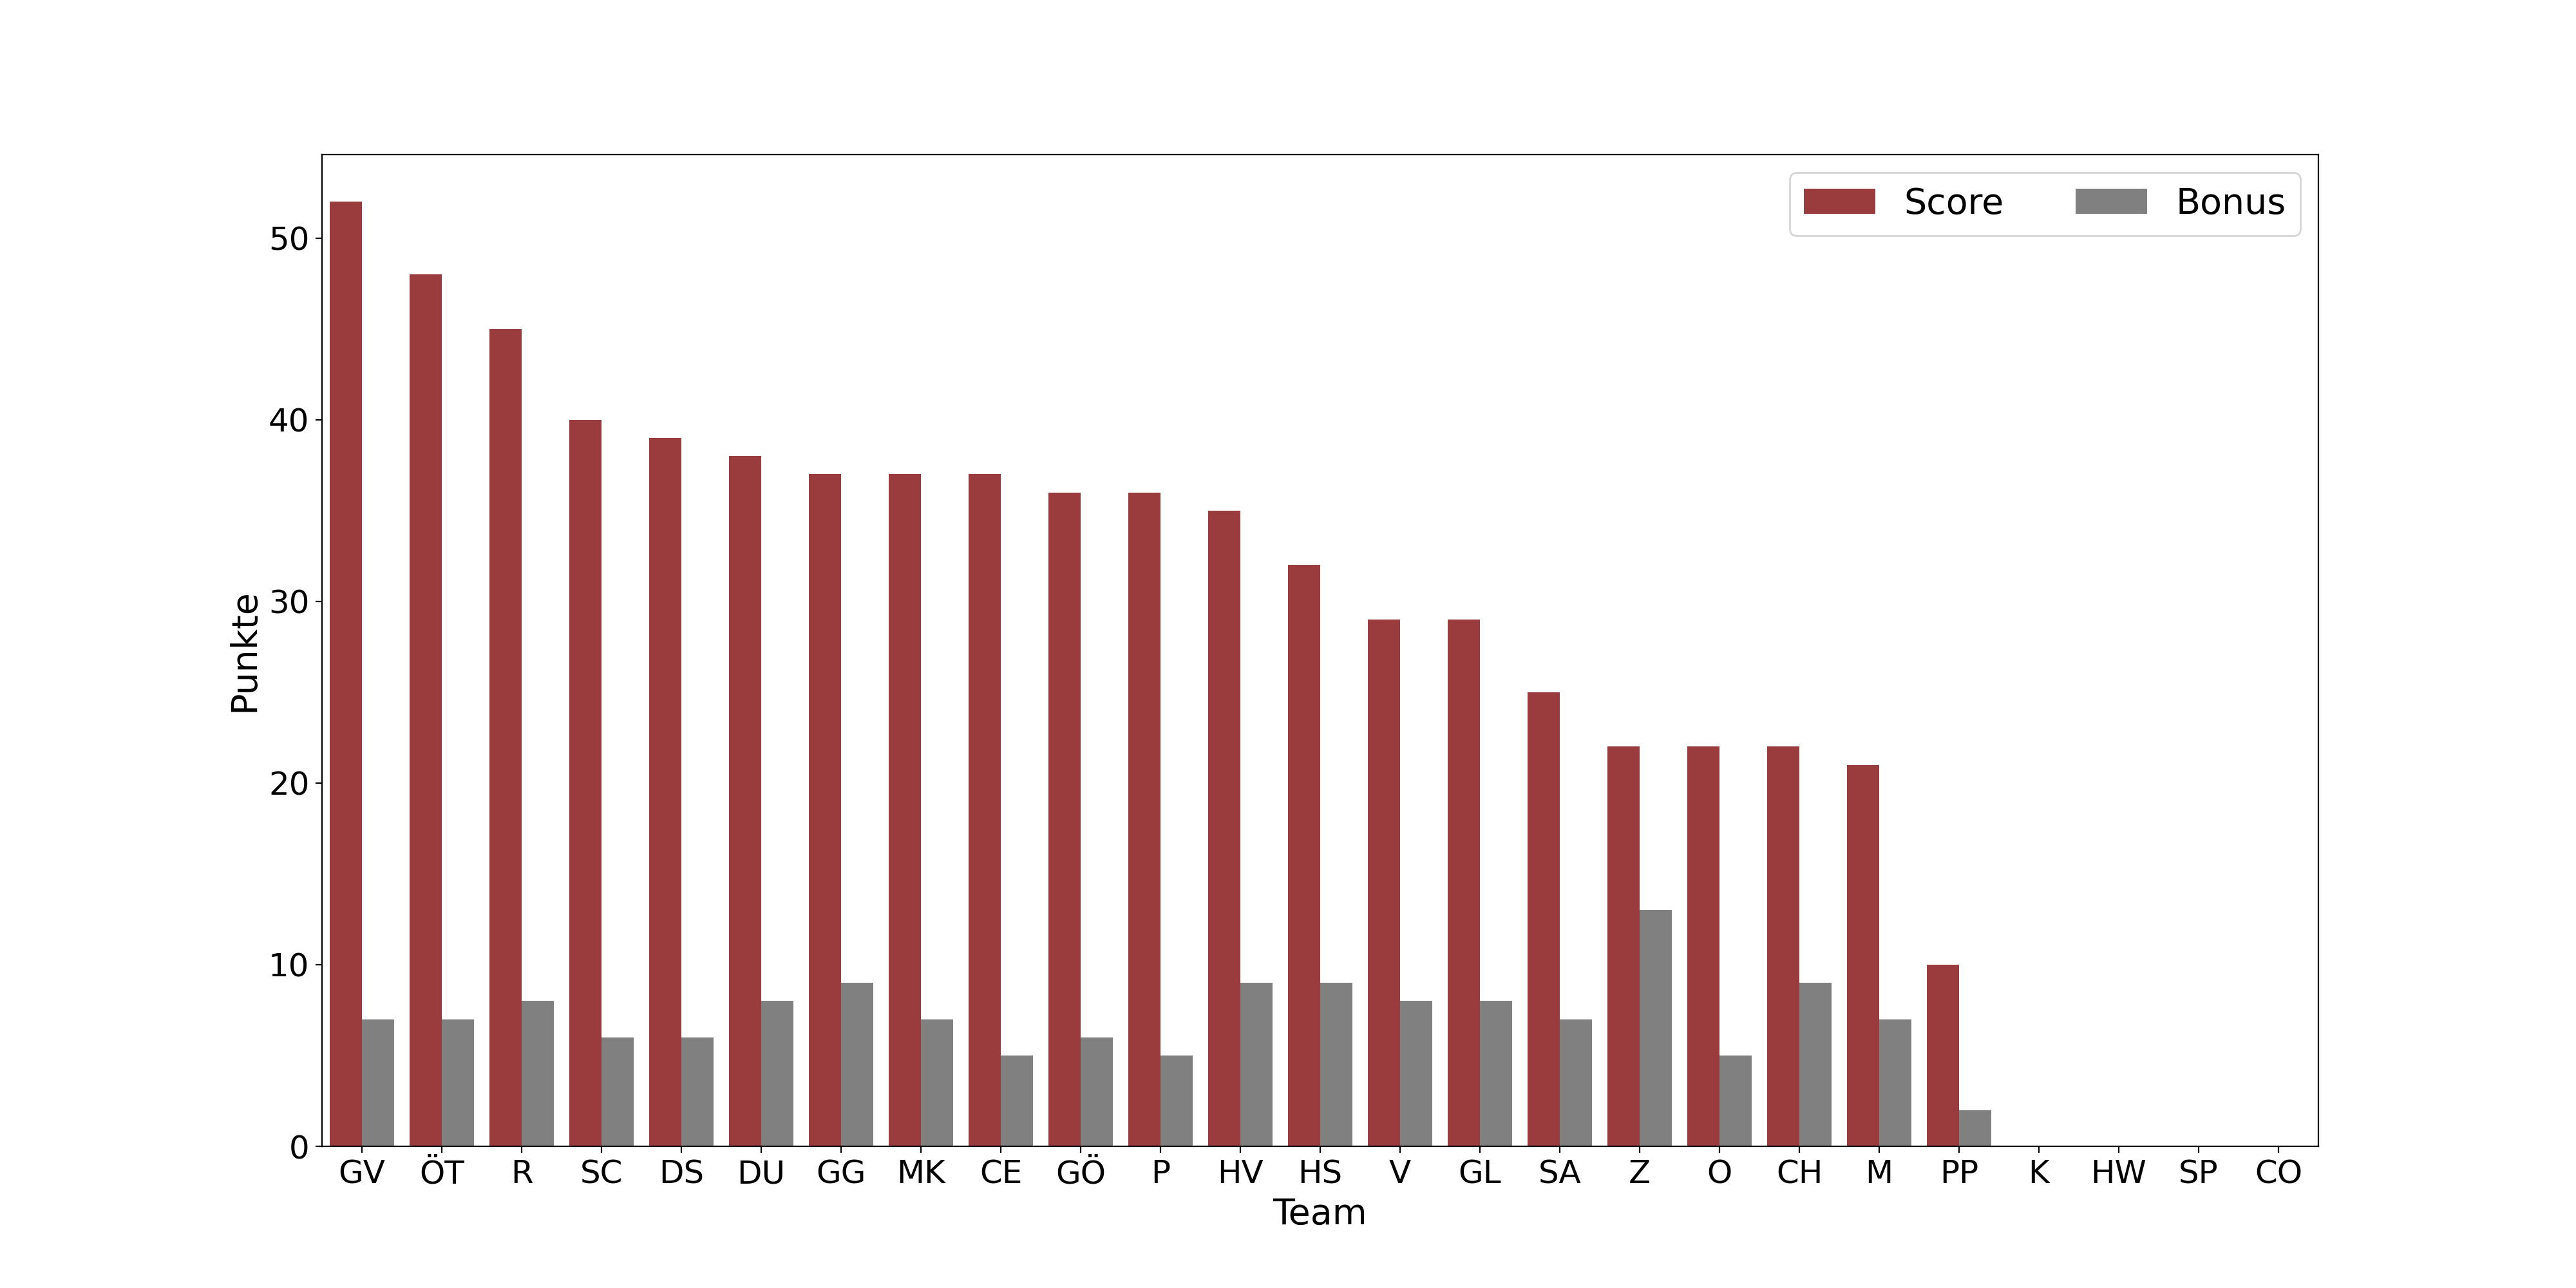 Score Bonus
Punkte
50
40
30
20
10
0
GV ÖT R SC DS DU GG MK CE GÖ P HV HS V GL SA Z O CH M PP K HW SP CO
Team